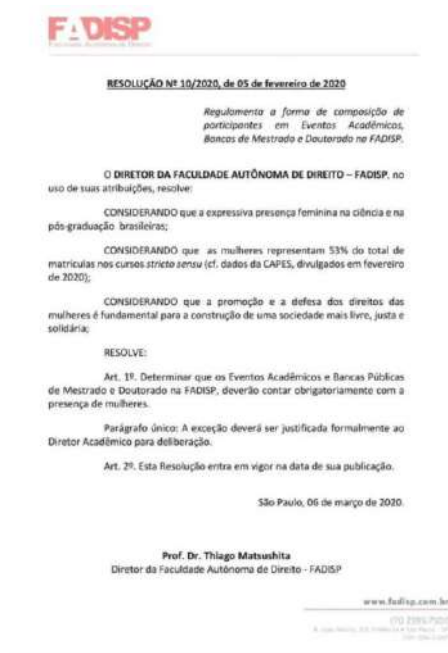 FADISP
Faculdade Autônoma de Direito
RESOLUÇÃO Nº 10/2020, de 05 de fevereiro de 2020
Regulamenta a forma de composição de
participantes em Eventos Acadêmicos,
Bancas de Mestrado e Doutorado na FADISP.
O DIRETOR DA FACULDADE AUTÔNOMA DE DIREITO – FADISP, no
uso de suas atribuições, resolve:
CONSIDERANDO que a expressiva presença feminina na ciência e na
pós-graduação brasileiras;
CONSIDERANDO que as mulheres representam 53% do total de
matrículas nos cursos stricto sensu (cf. dados da CAPES, divulgados em fevereiro
de 2020);
CONSIDERANDO que a promoção e a defesa dos direitos das
mulheres é fundamental para a construção de uma sociedade mais livre, justa e
solidária;
RESOLVE:
Art. 1º. Determinar que os Eventos Acadêmicos e Bancas Públicas
de Mestrado e Doutorado na FADISP, deverão contar obrigatoriamente com a
presença de mulheres.
Parágrafo único: A exceção deverá ser justificada formalmente ao
Diretor Acadêmico para deliberação.
Art. 2º. Esta Resolução entra em vigor na data de sua publicação.
São Paulo, 06 de março de 2020.
Prof. Dr. Thiago Matsushita
Diretor da Faculdade Autônoma de Direito - FADISP
www.fadisp.com.br